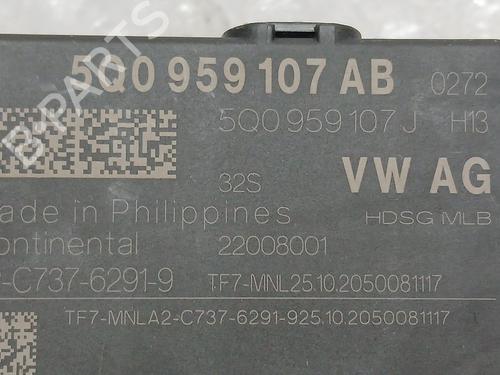 B-PARTS
5Q0 959 107 AB 0272
5Q0 959 107 J H13
32S VW AG
ade in Philippines HDSG MLB
ontinental 22008001
-C737-6291-9 TF7-MNL25.10.2050081117
TF7-MNLA2-C737-6291-925.10.2050081117